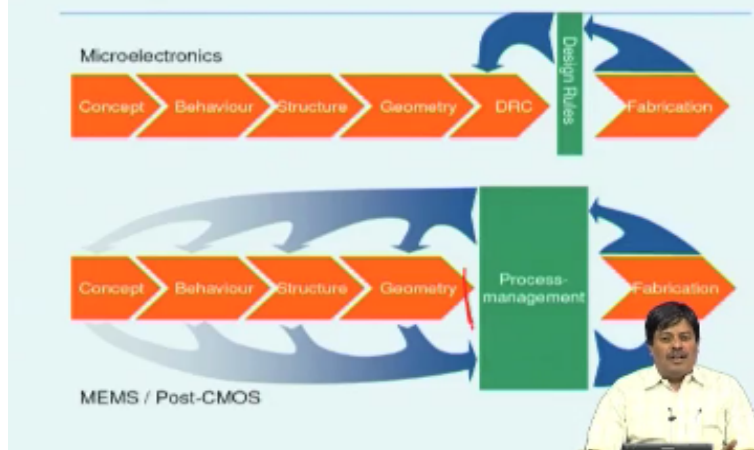 Microelectronics
Concept
Behaviour
Structure
Geometry
DRC
Design Rules
Fabrication
Concept
Behaviour
Structure
Geometry
Process-
management
Fabrication
MEMS / Post-CMOS